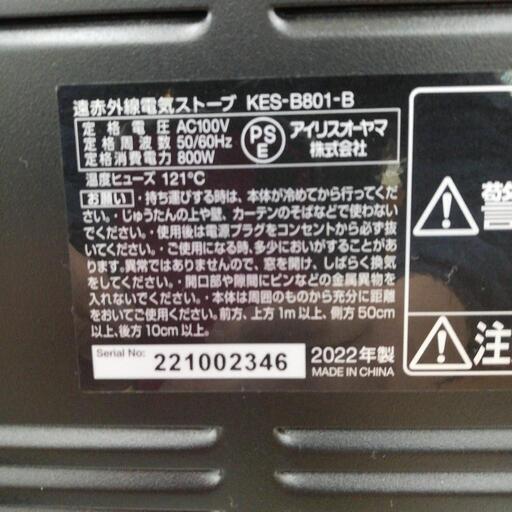 遠赤外線電気ストーブ KES-B801-B
定格電圧 AC100V
定格周波数 50/60Hz
定格消費電力 800W
PSE
アイリスオーヤマ
株式会社
温度ヒューズ 121℃
お願い ・持ち運びする時は、本体が冷めてから行ってくだ
さい。・じゅうたんの上や壁、カーテンのそばなどで使わない
でください。・使用後は電源プラグをコンセントから必ず抜
いてください。・ご使用になる時、多少においがすることがあ
ります。異常ではありませんので、窓を開け、しばらく換気
をしてください。・開口部や隙間にピンなどの金属異物を
入れないでください。・本体は周囲のものから充分に距離
をおいてご使用ください。前方、上方1m以上、側方50cm
以上、後方10cm以上。
Serial No: 221002346
2022年製
MADE IN CHINA
警
注